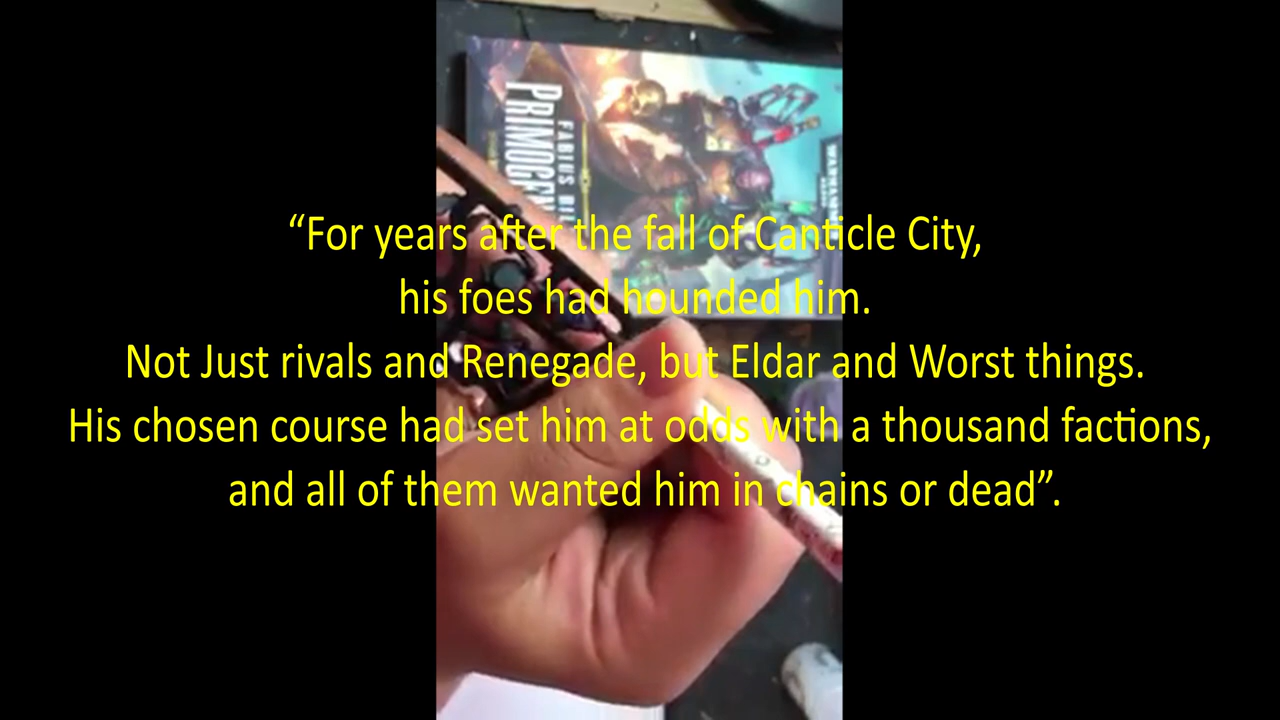 “For years after the fall of Canticle City,
his foes had hounded him.
Not Just rivals and Renegade, but Eldar and Worst things.
His chosen course had set him at odds with a thousand factions,
and all of them wanted him in chains or dead”.
FABIUS